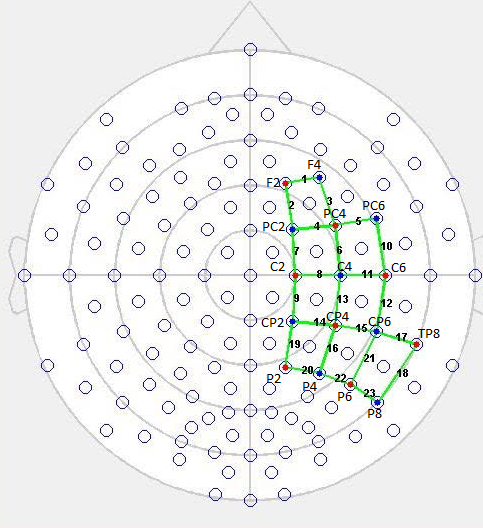 F4
F2 1
2 3
PC6
PC4
PC2 4 5
7 6 10
C2 8 C4 11 C6
9 13 12
CP2 14 CP4 15 CP6
17 TP8
19 16
21
20 22 18
P2 P4 P6 23
P8